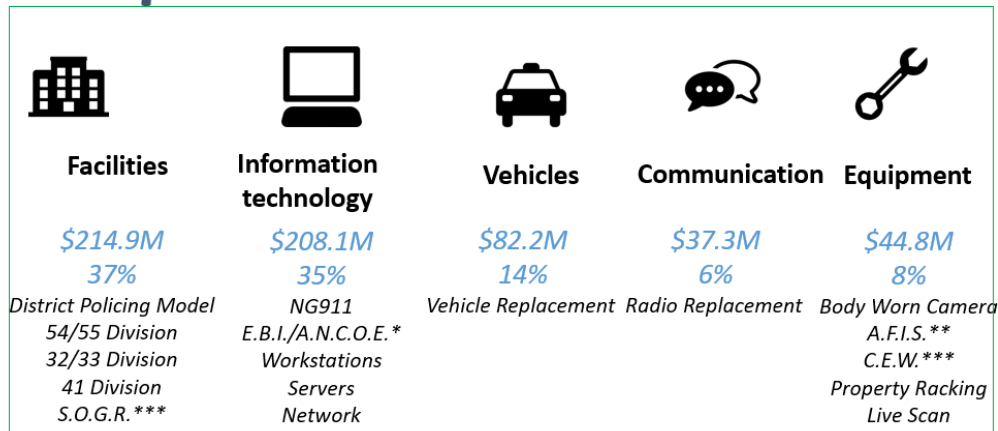 Facilities
$214.9M
37%
District Policing Model
54/55 Division
32/33 Division
41 Division
S.O.G.R.***
Information
technology
$208.1M
35%
NG911
E.B.I./A.N.C.O.E.*
Workstations
Servers
Network
Vehicles
$82.2M
14%
Vehicle Replacement
Communication
$37.3M
6%
Radio Replacement
Equipment
$44.8M
8%
Body Worn Camera
A.F.I.S.**
C.E.W.***
Property Racking
Live Scan